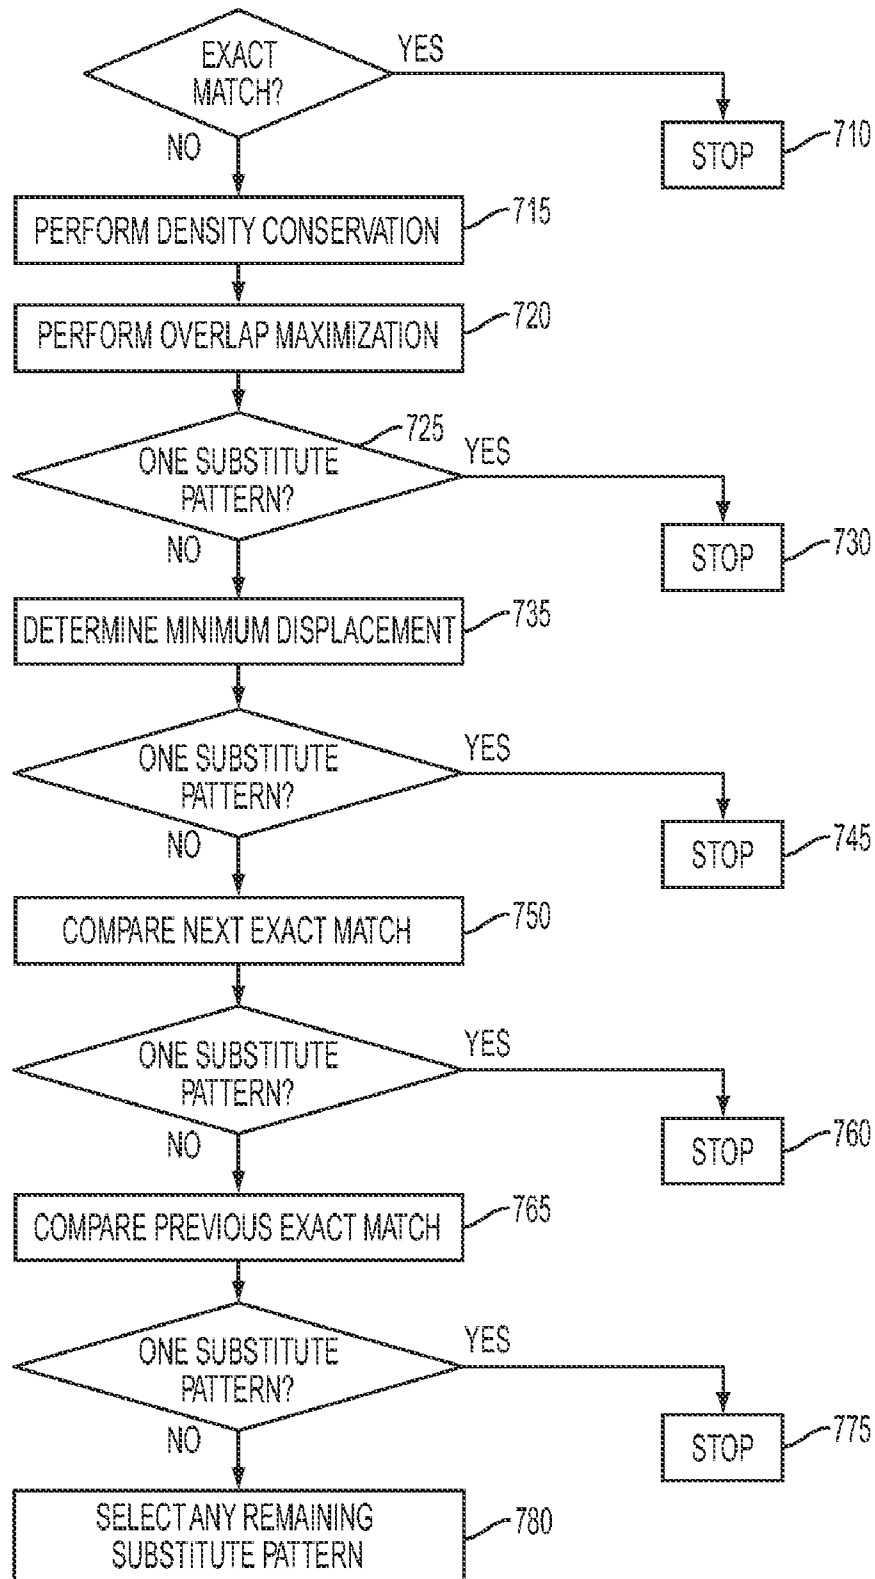 EXACT
MATCH?
YES
NO
STOP
710
PERFORM DENSITY CONSERVATION
715
PERFORM OVERLAP MAXIMIZATION
720
725
ONE SUBSTITUTE
PATTERN?
YES
NO
STOP
730
DETERMINE MINIMUM DISPLACEMENT
735
ONE SUBSTITUTE
PATTERN?
YES
NO
STOP
745
COMPARE NEXT EXACT MATCH
750
ONE SUBSTITUTE
PATTERN?
YES
NO
STOP
760
COMPARE PREVIOUS EXACT MATCH
765
ONE SUBSTITUTE
PATTERN?
YES
NO
STOP
775
SELECT ANY REMAINING
SUBSTITUTE PATTERN
780